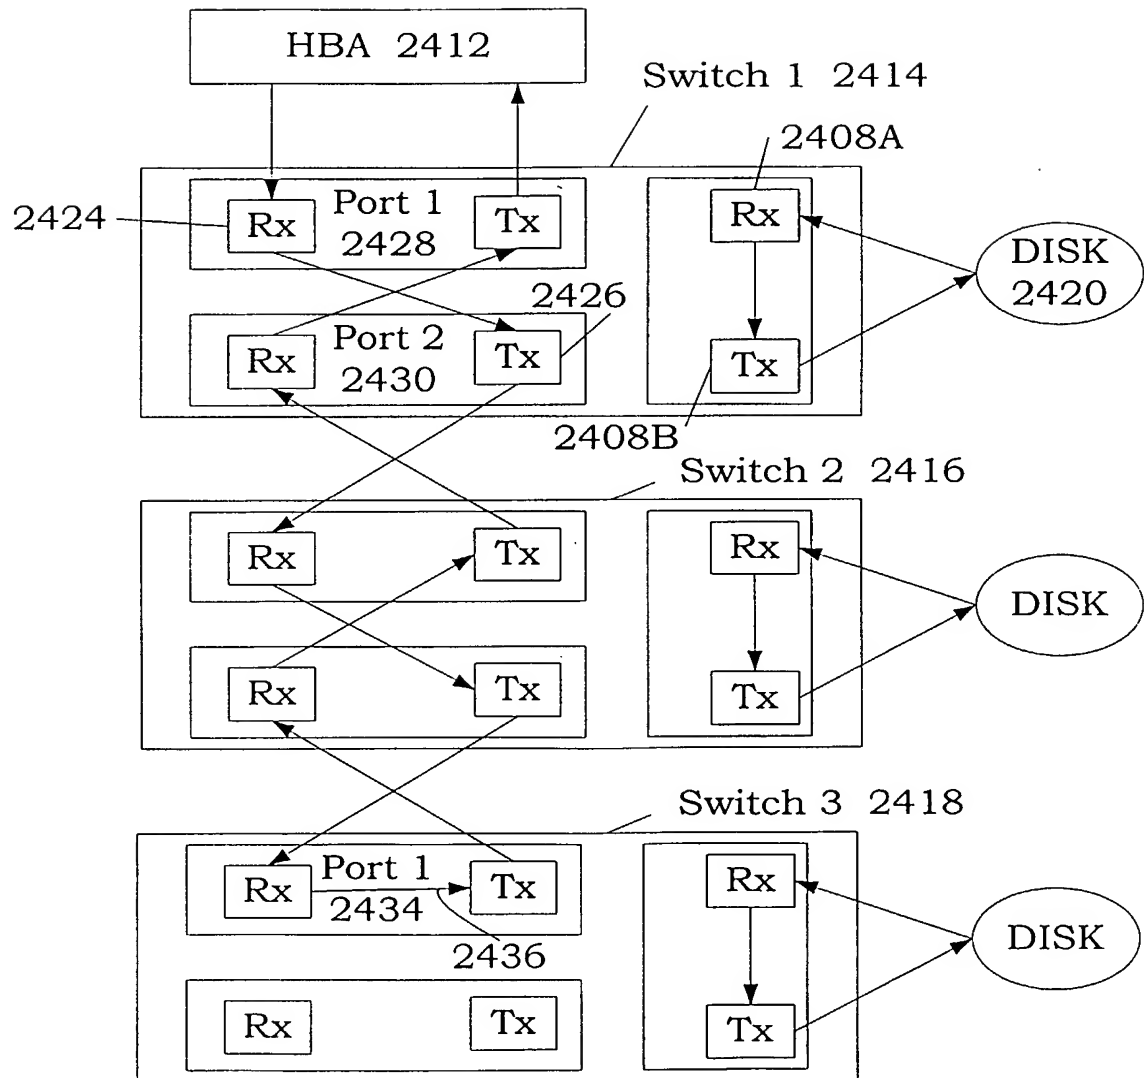 HBA 2412
Switch 1 2414
2408A
2424
Rx
Port 1
2428
Tx
Rx
DISK
2420
2426
Rx
Port 2
2430
Tx
Tx
2408B
Switch 2 2416
Rx
Tx
Rx
DISK
Rx
Tx
Tx
Switch 3 2418
Rx
Port 1
2434
Tx
Rx
2436
DISK
Rx
Tx
Tx